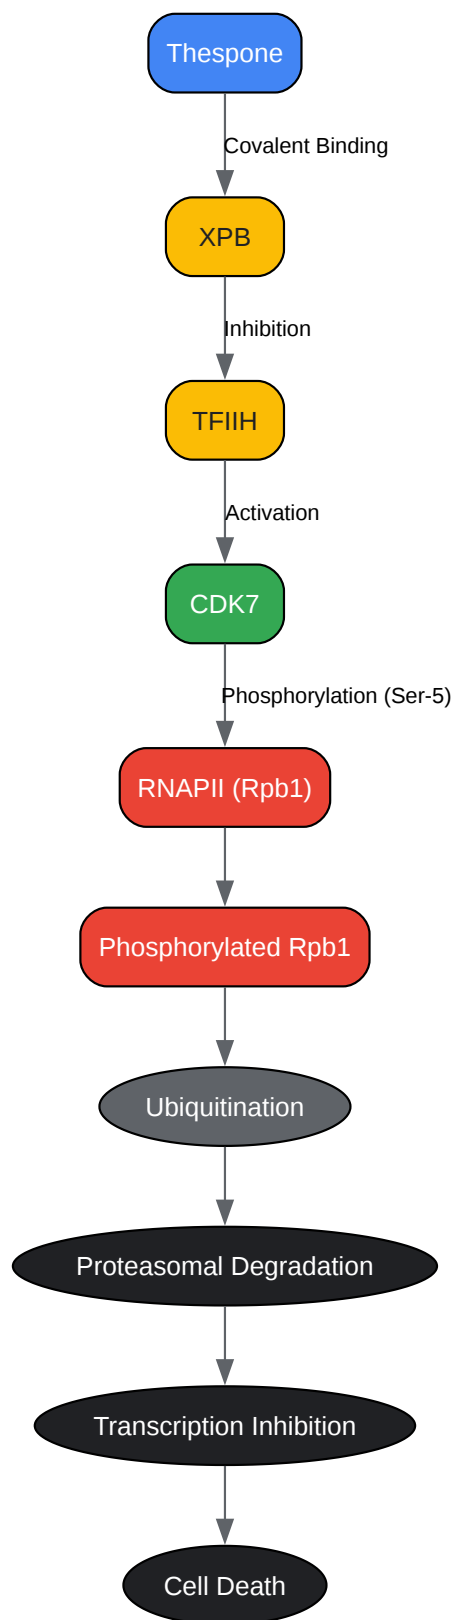 Thespone
Covalent Binding
XPB
Inhibition
TFIIH
Activation
CDK7
Phosphorylation (Ser-5)
RNAPII (Rpb1)
Phosphorylated Rpb1
Ubiquitination
Proteasomal Degradation
Transcription Inhibition
Cell Death